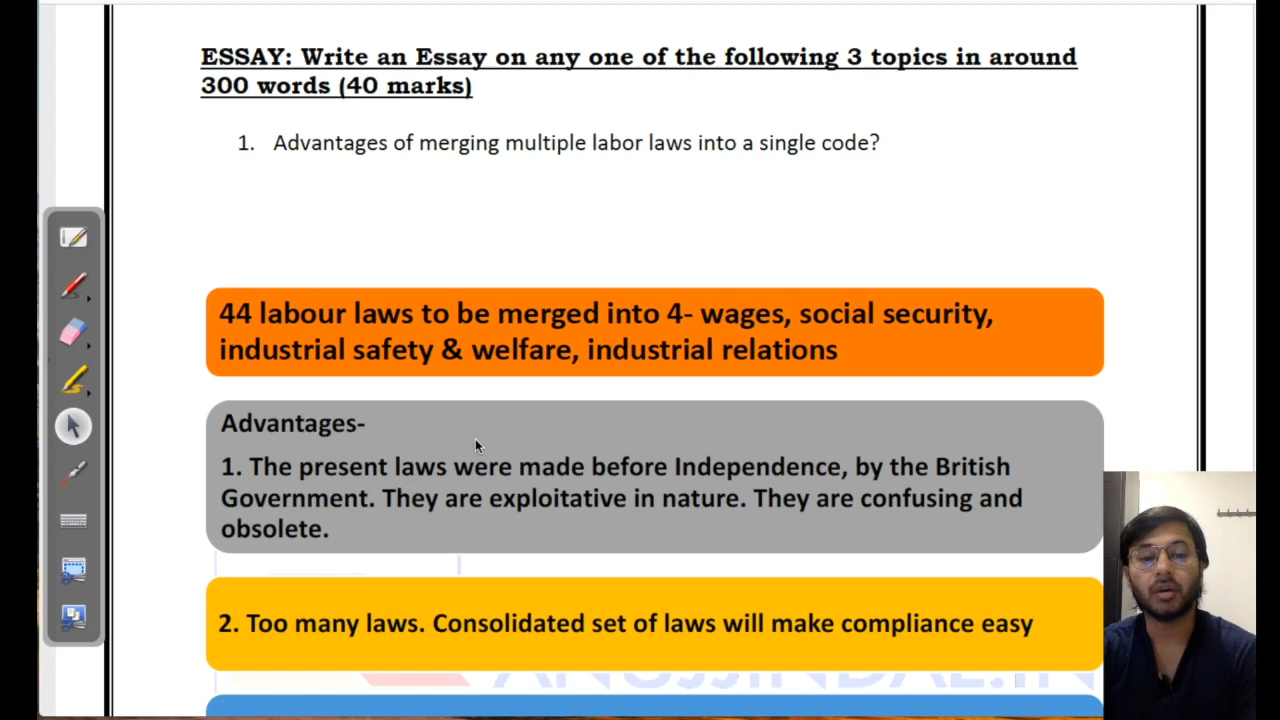 ESSAY: Write an Essay on any one of the following 3 topics in around
300 words (40 marks)
1. Advantages of merging multiple labor laws into a single code?
44 labour laws to be merged into 4- wages, social security,
industrial safety & welfare, industrial relations
Advantages-
1. The present laws were made before Independence, by the British
Government. They are exploitative in nature. They are confusing and
obsolete.
2. Too many laws. Consolidated set of laws will make compliance easy